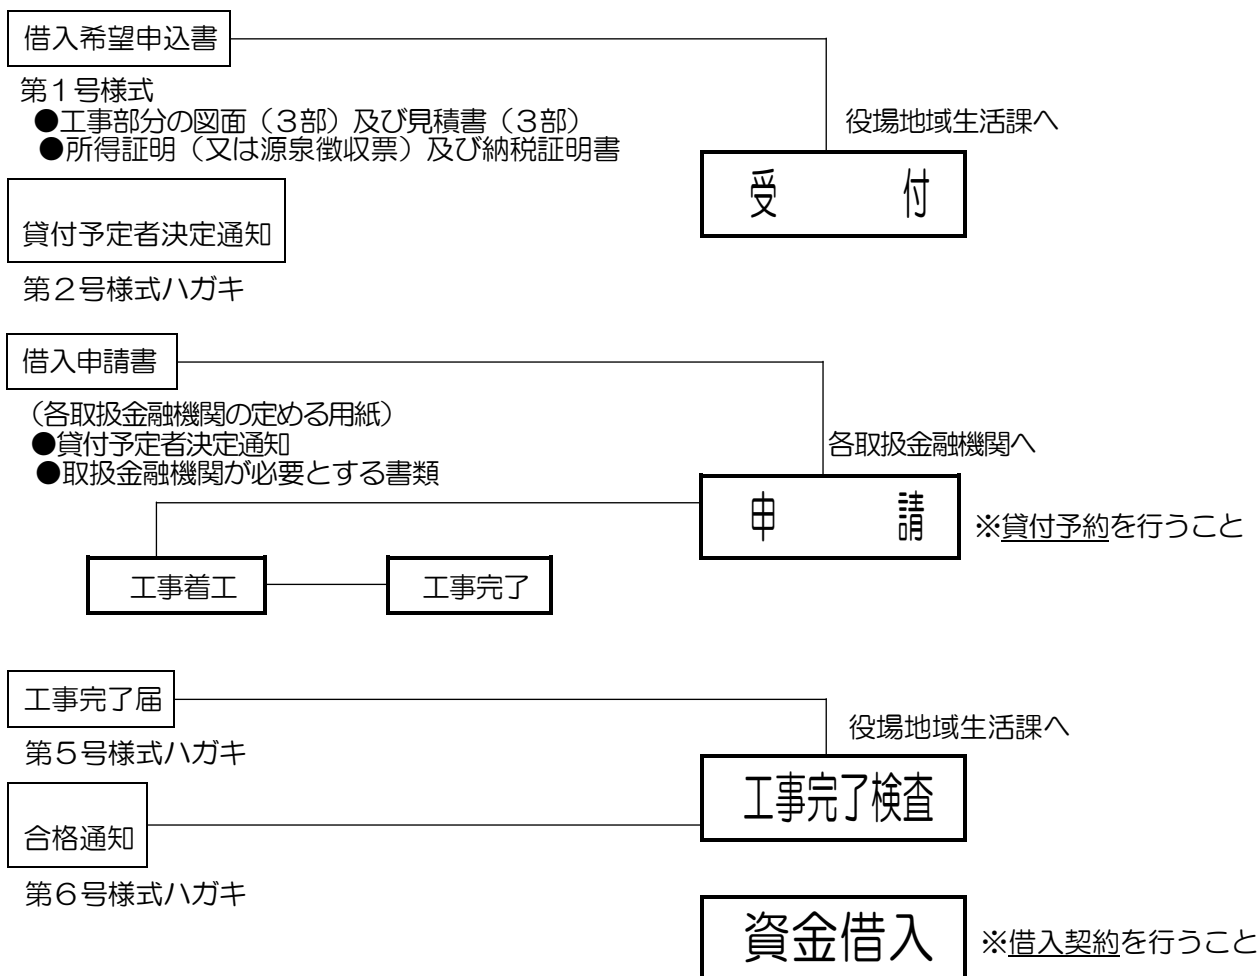 借入希望申込書
第１号様式
●工事部分の図面（３部）及び見積書（３部）
●所得証明（又は源泉徴収票）及び納税証明書
役場地域生活課へ
受　　付
貸付予定者決定通知
第２号様式ハガキ
借入申請書
（各取扱金融機関の定める用紙）
●貸付予定者決定通知
●取扱金融機関が必要とする書類
各取扱金融機関へ
申　　請
※貸付予約を行うこと
工事着工
工事完了
工事完了届
第５号様式ハガキ
役場地域生活課へ
工事完了検査
合格通知
第６号様式ハガキ
資金借入
※借入契約を行うこと